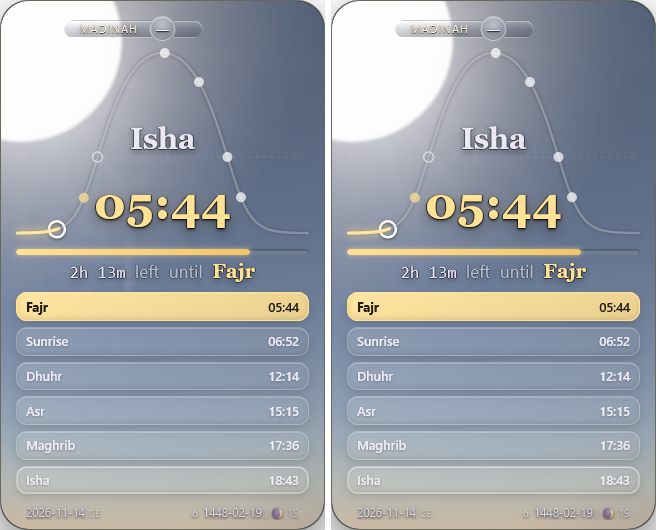 MADINAH
Isha
05:44
2h 13m left until Fajr
Fajr 05:44
Sunrise 06:52
Dhuhr 12:14
Asr 15:15
Maghrib 17:36
Isha 18:43
2026-11-14 CE 1448-02-19 19
MADINAH
Isha
05:44
2h 13m left until Fajr
Fajr 05:44
Sunrise 06:52
Dhuhr 12:14
Asr 15:15
Maghrib 17:36
Isha 18:43
2026-11-14 CE 1448-02-19 19